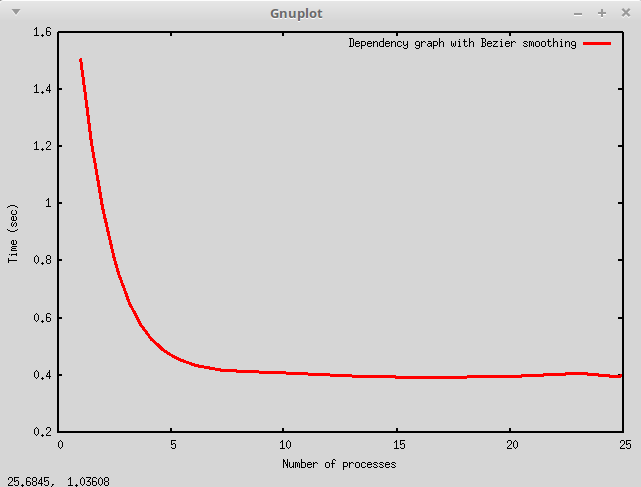 Gnuplot
Dependency graph with Bezier smoothing
1.6
1.4
1.2
1
0.8
0.6
0.4
0.2
Time (sec)
0 5 10 15 20 25
Number of processes
25.6845, 1.03608